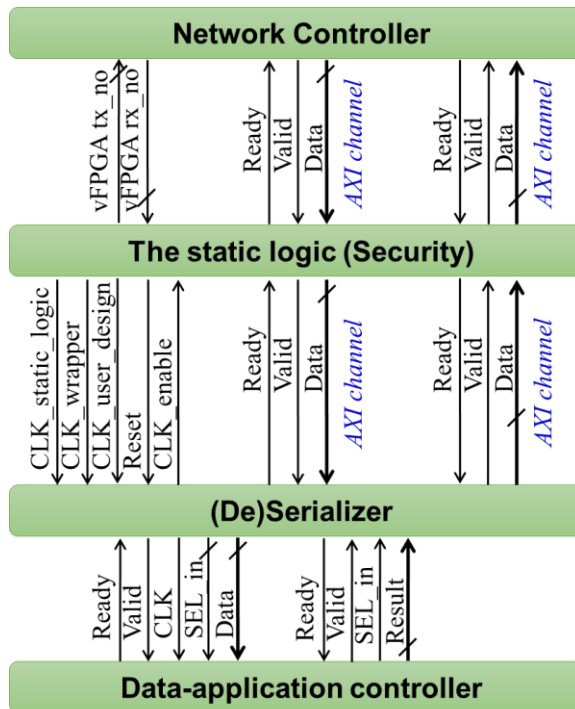 Network Controller
vFPGA tx_no
vFPGA rx_no
Ready
Valid
Data
AXI channel
Ready
Valid
Data
AXI channel
The static logic (Security)
CLK_static_logic
CLK_wrapper
CLK_user_design
Reset
CLK_enable
Ready
Valid
Data
AXI channel
Ready
Valid
Data
AXI channel
(De)Serializer
Ready
Valid
CLK
SEL_in
Data
Ready
Valid
SEL_in
Result
Data-application controller